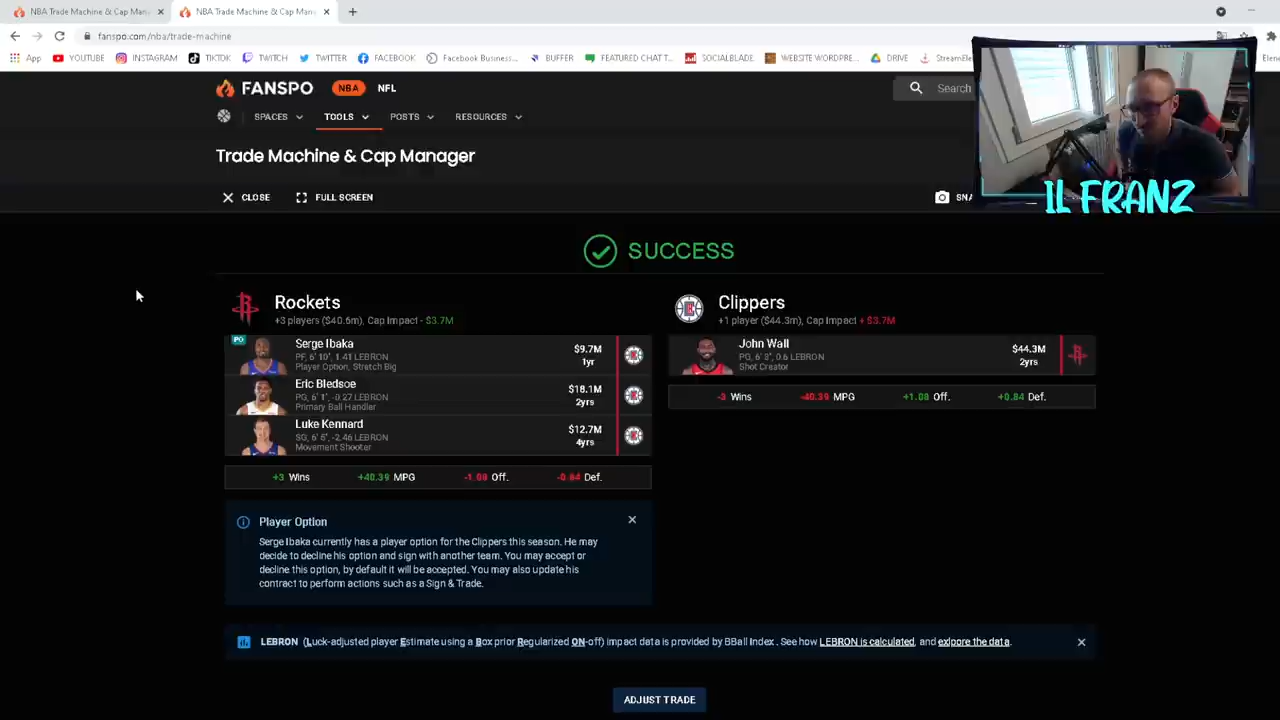 NBA Trade Machine & Cap Man
NBA Trade Machine & Cap Man
fanspo.com/nba/trade-machine
App
YOUTUBE
INSTAGRAM
TIKTOK
TWITCH
TWITTER
FACEBOOK
Facebook Business...
BUFFER
FEATURED CHAT T...
SOCIALBLADE
WEBSITE WORDPRE...
DRIVE
StreamEle
Elene
FANSPO
NBA
NFL
Search
SPACES
TOOLS
POSTS
RESOURCES
Trade Machine & Cap Manager
CLOSE
FULL SCREEN
SNA
IL FRANZ
SUCCESS
Rockets
+3 players ($40.6m), Cap Impact - $3.7M
PO
Serge Ibaka
PF, 6' 10", 1.41 LEBRON
Player Option, Stretch Big
$9.7M
1yr
Eric Bledsoe
PG, 6' 1", -0.27 LEBRON
Primary Ball Handler
$18.1M
2yrs
Luke Kennard
SG, 6' 5", -2.46 LEBRON
Movement Shooter
$12.7M
4yrs
+3 Wins
+40.39 MPG
-1.08 Off.
-0.84 Def.
Clippers
+1 player ($44.3m), Cap Impact + $3.7M
John Wall
PG, 6' 3", 0.6 LEBRON
Shot Creator
$44.3M
2yrs
-3 Wins
-40.39 MPG
+1.08 Off.
+0.84 Def.
Player Option
Serge Ibaka currently has a player option for the Clippers this season. He may
decide to decline his option and sign with another team. You may accept or
decline this option, by default it will be accepted. You may also update his
contract to perform actions such as a Sign & Trade.
LEBRON (Luck-adjusted player Estimate using a Box prior Regularized ON-off) impact data is provided by BBall Index. See how LEBRON is calculated, and explore the data.
ADJUST TRADE